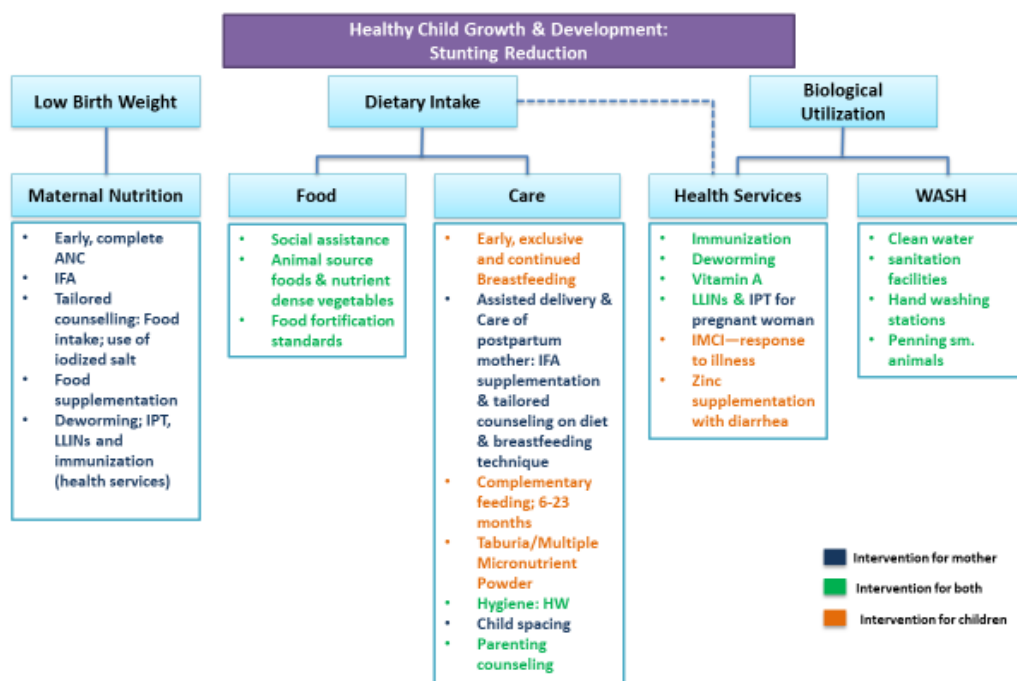 Healthy Child Growth & Development:
Stunting Reduction
Low Birth Weight
Dietary Intake
Biological
Utilization
Maternal Nutrition
• Early, complete
ANC
• IFA
• Tailored
counselling: Food
intake; use of
iodized salt
• Food
supplementation
• Deworming; IPT,
LLINs and
immunization
(health services)
Food
• Social assistance
• Animal source
foods & nutrient
dense vegetables
• Food fortification
standards
Care
• Early, exclusive
and continued
Breastfeeding
• Assisted delivery &
Care of
postpartum
mother: IFA
supplementation
& tailored
counseling on diet
& breastfeeding
technique
• Complementary
feeding; 6-23
months
• Taburia/Multiple
Micronutrient
Powder
• Hygiene: HW
• Child spacing
• Parenting
counseling
Health Services
• Immunization
• Deworming
• Vitamin A
• LLINs & IPT for
pregnant woman
• IMCI—response
to illness
• Zinc
supplementation
with diarrhea
WASH
• Clean water
• sanitation
facilities
• Hand washing
stations
• Penning sm.
animals
Intervention for mother
Intervention for both
Intervention for children